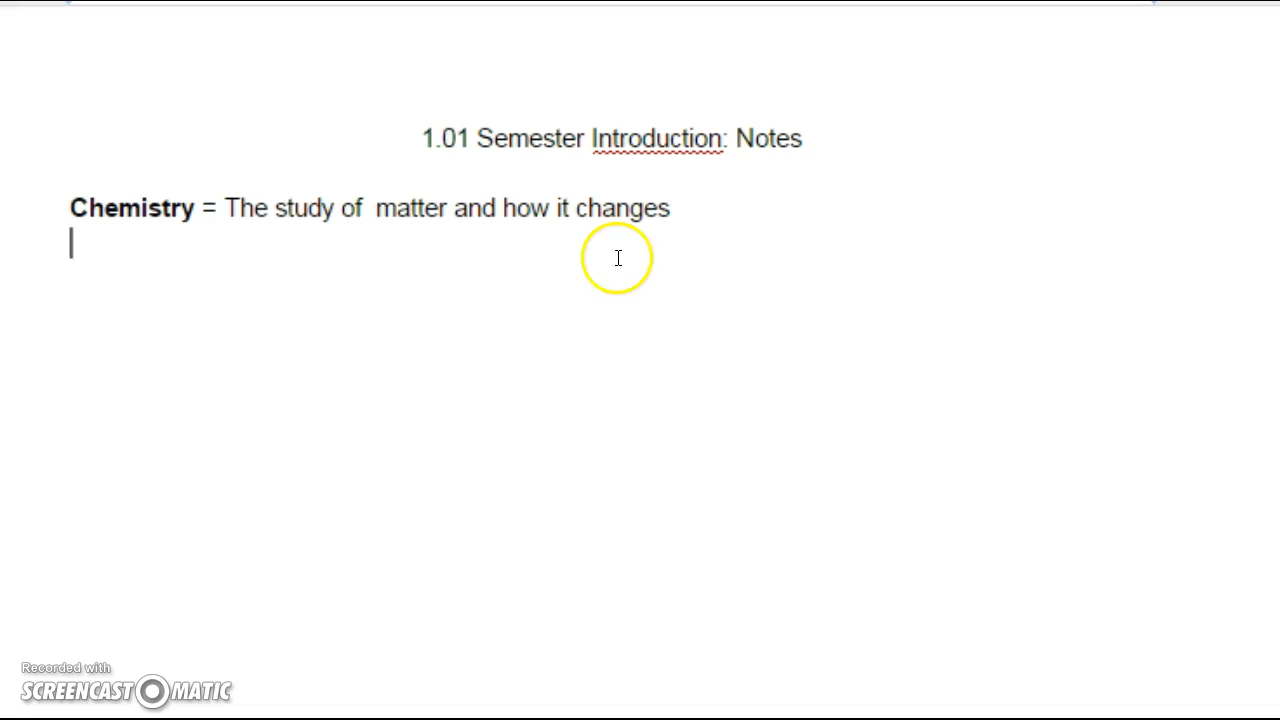 1.01 Semester Introduction: Notes
Chemistry = The study of  matter and how it changes
Recorded with
SCREENCAST MATIC